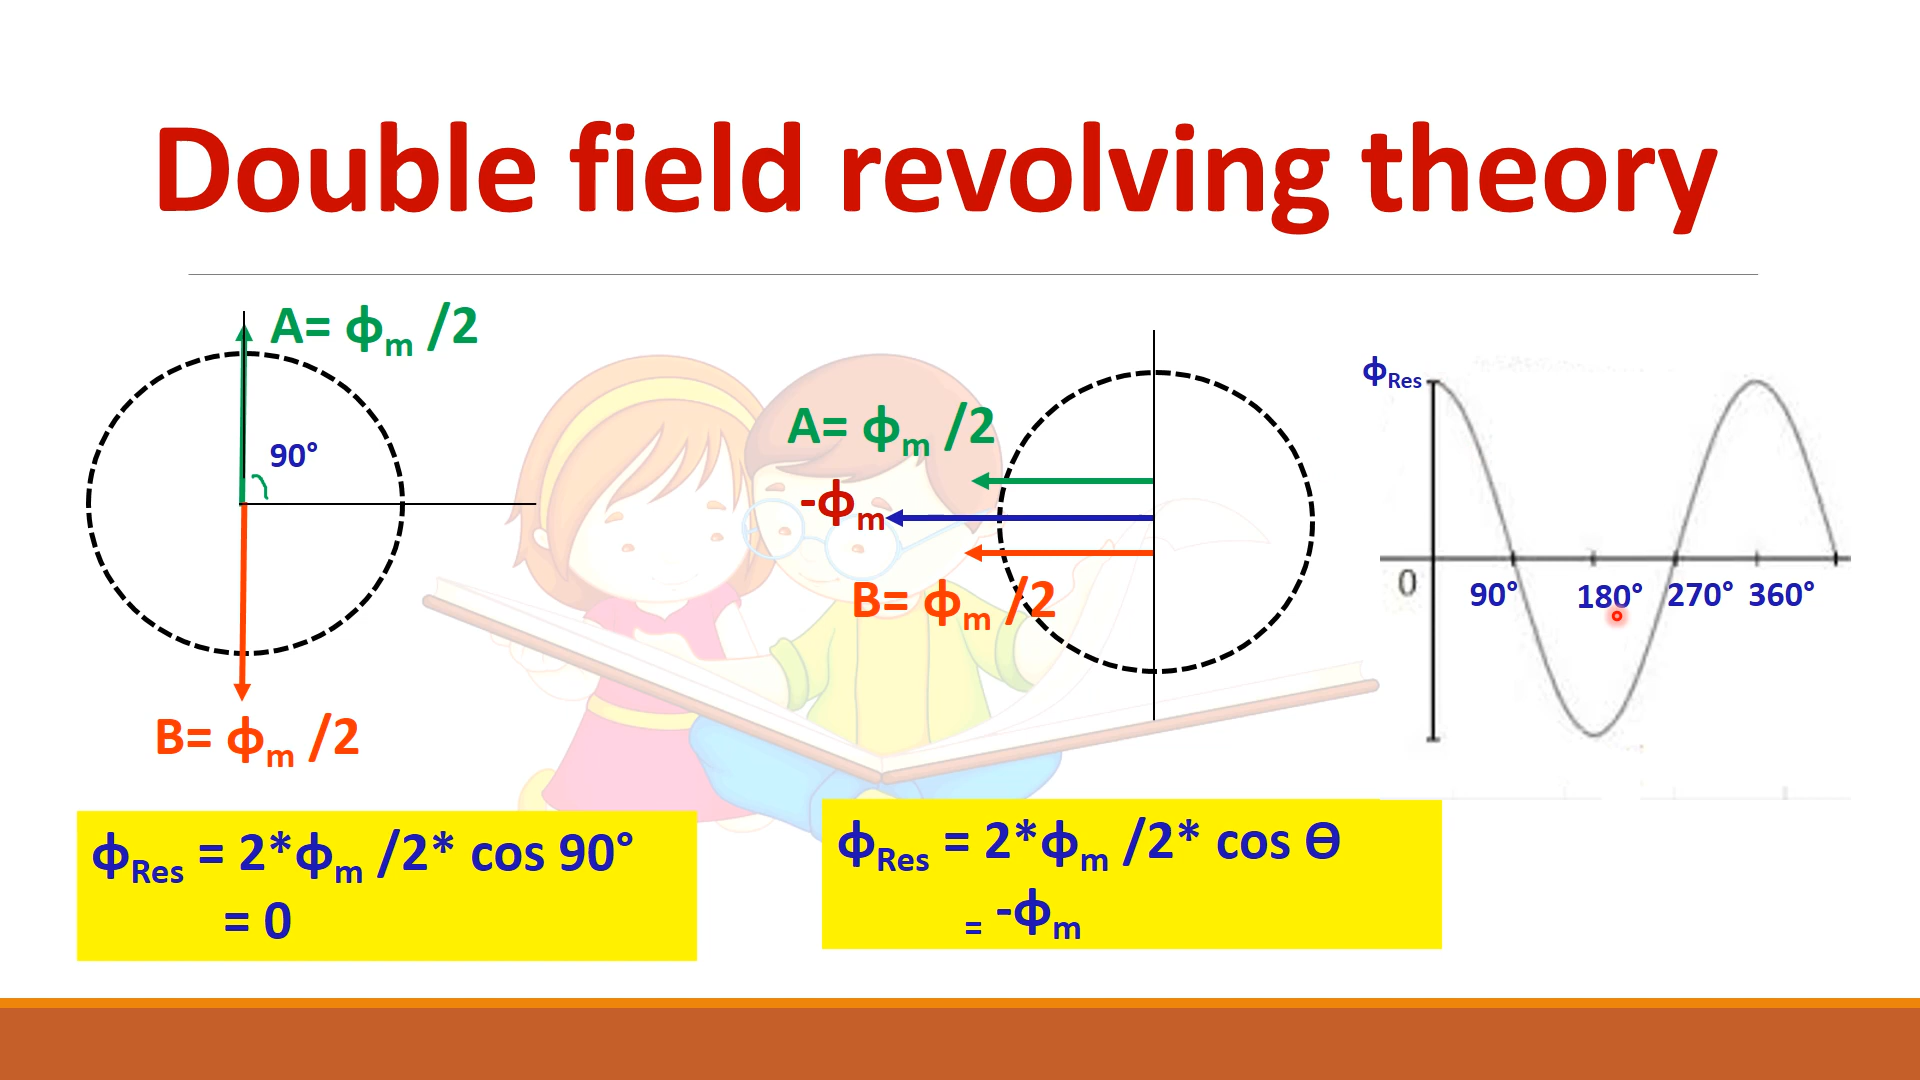 Double field revolving theory
A= ϕm /2
90°
B= ϕm /2
ϕRes = 2*ϕm /2* cos 90°
= 0
A= ϕm /2
-ϕm
B= ϕm /2
ϕRes = 2*ϕm /2* cos ϴ
= -ϕm
ϕRes
0 90° 180° 270° 360°